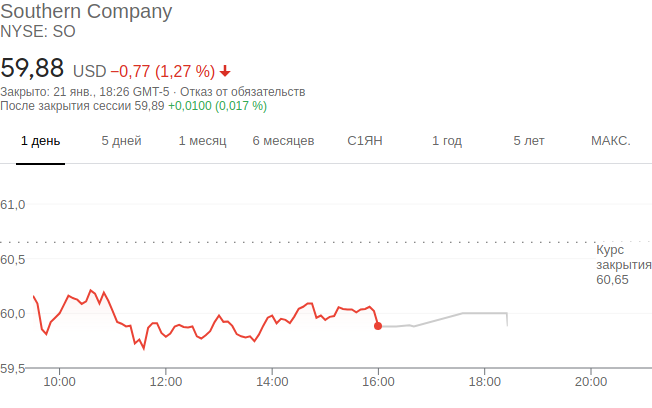 Southern Company
NYSE: SO
59,88 USD −0,77 (1,27 %)
Закрыто: 21 янв., 18:26 GMT-5 · Отказ от обязательств
После закрытия сессии 59,89 +0,0100 (0,017 %)
1 день 5 дней 1 месяц 6 месяцев С1ЯН 1 год 5 лет МАКС.
61,0
Курс
60,5 закрытия
60,65
60,0
59,5
10:00 12:00 14:00 16:00 18:00 20:00